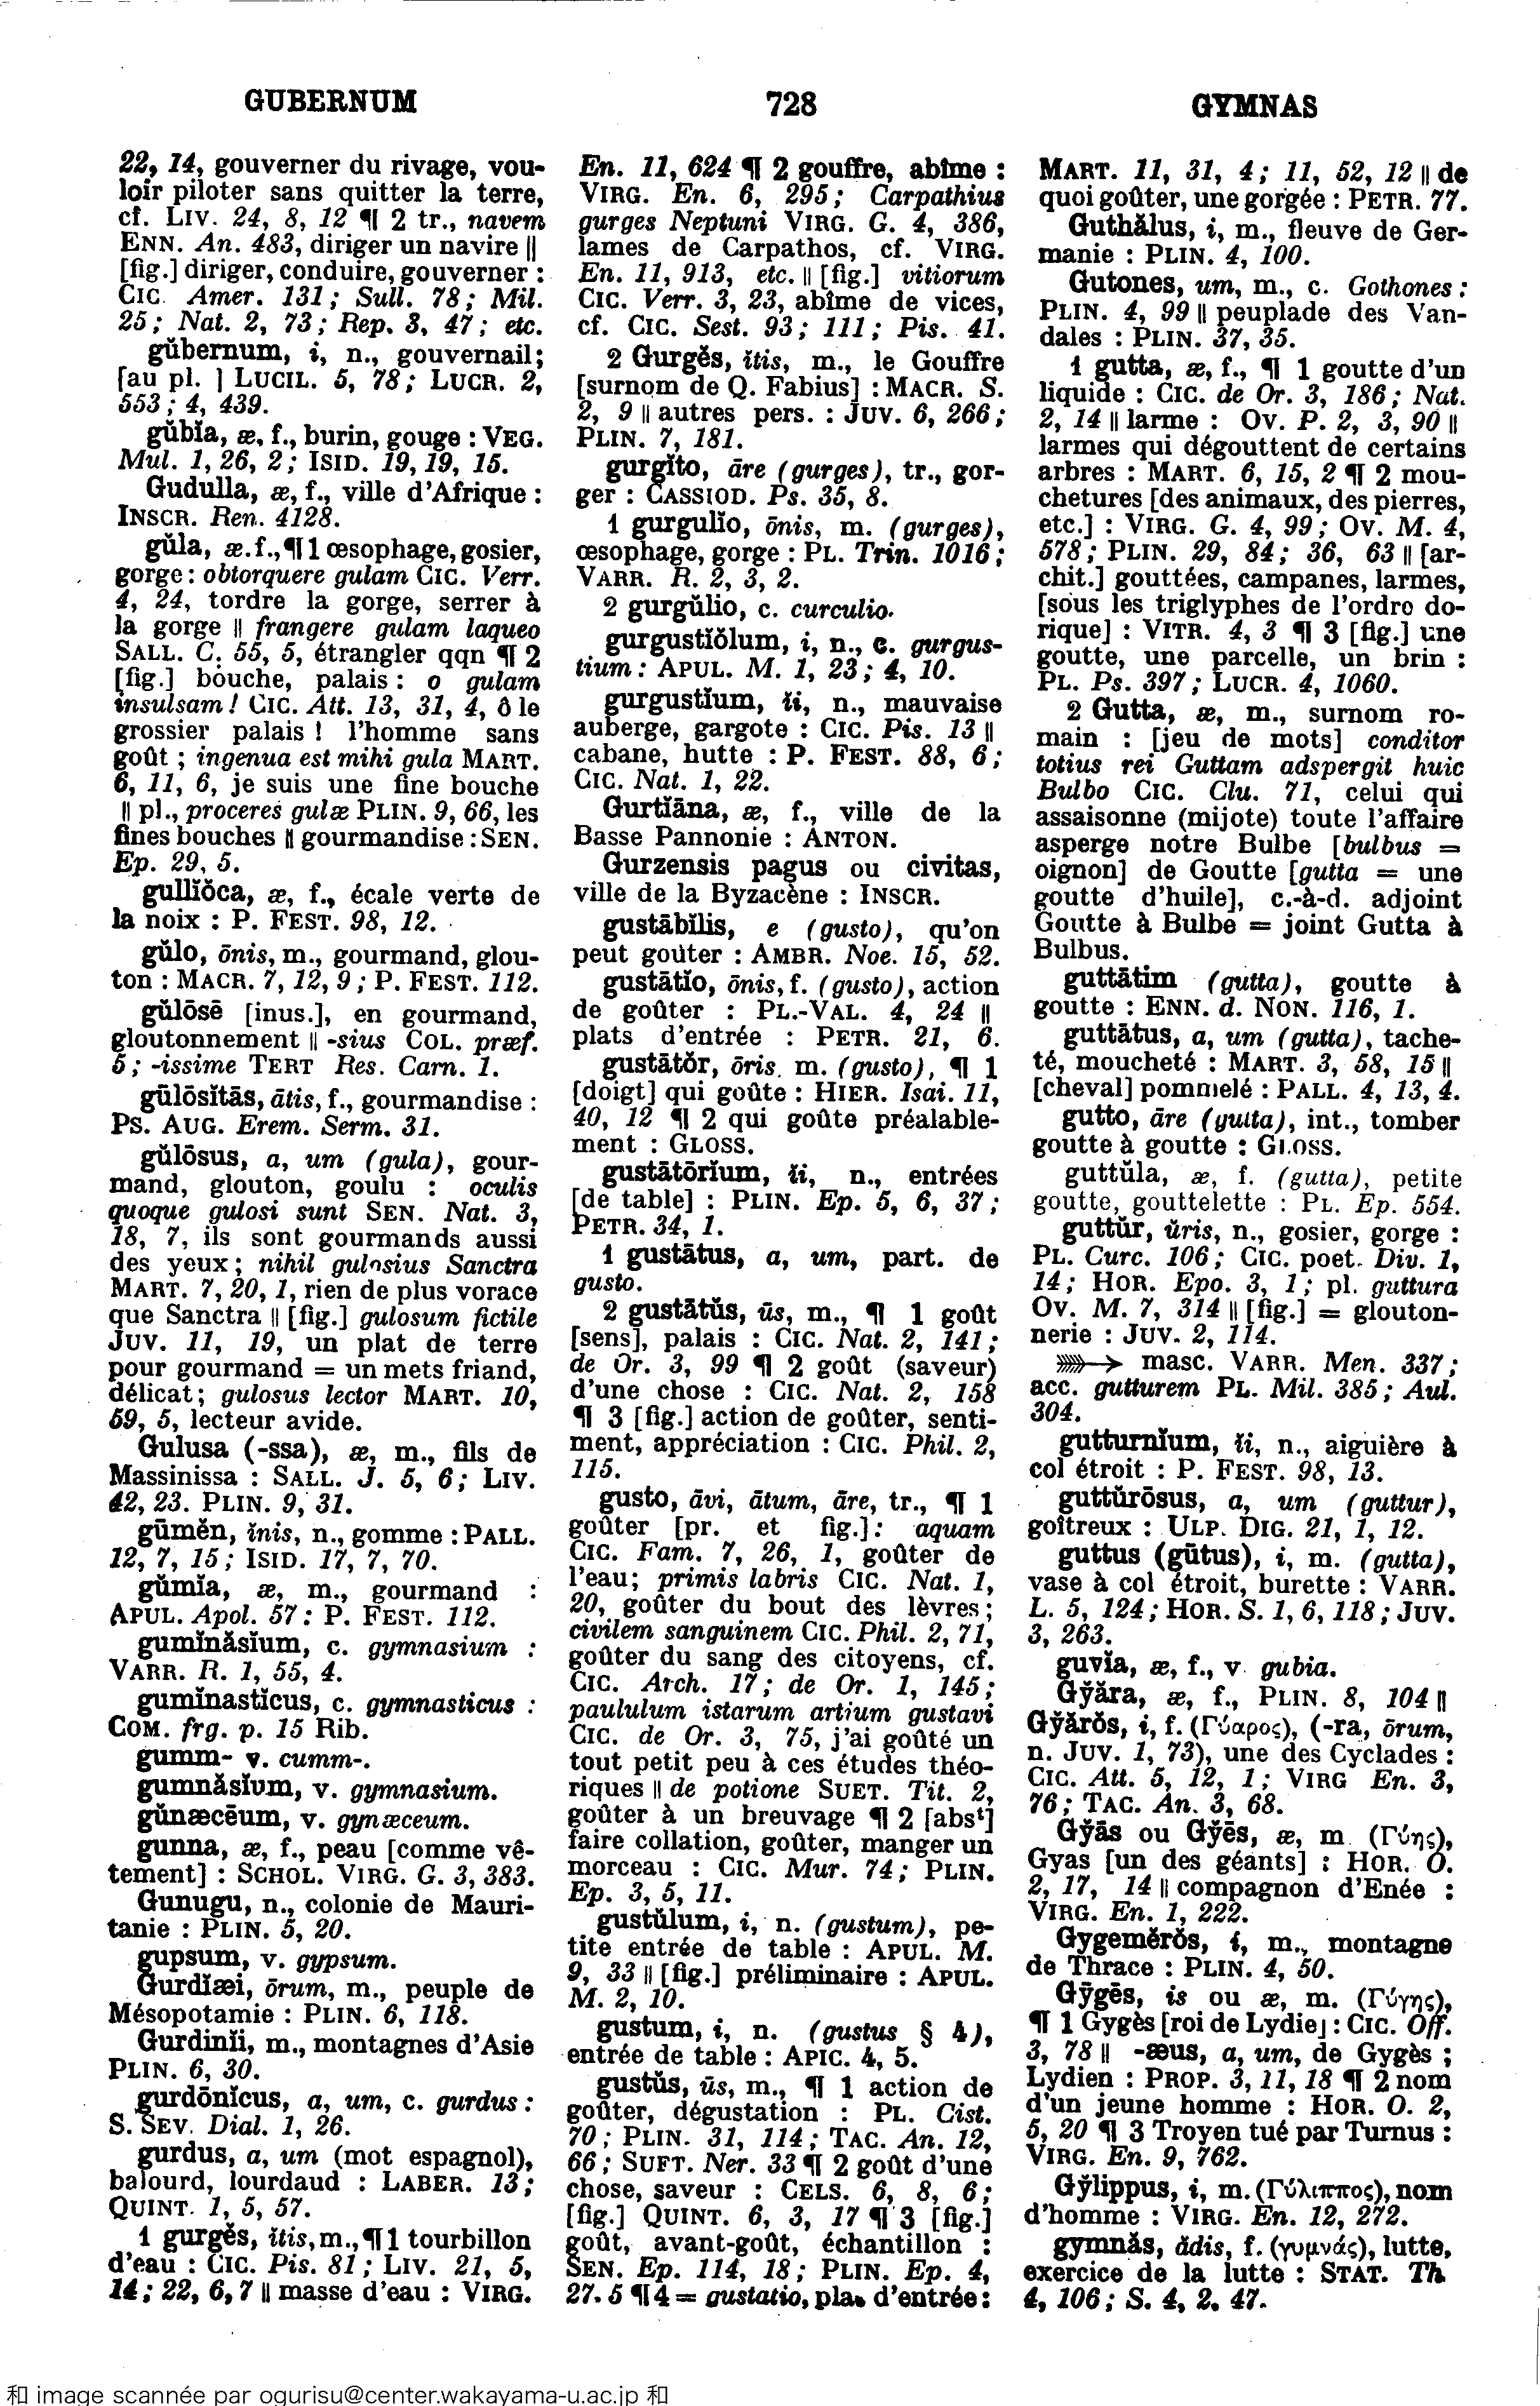 GUBERNUM
728
GYMNAS
22, 14, gouverner du rivage, vou-
loir piloter sans quitter la terre,
cf. LIV. 24, 8, 12 ¶ 2 tr., navem
ENN. An. 483, diriger un navire ||
[fig.] diriger, conduire, gouverner :
CIC. Amer. 131; Sull. 78; Mil.
25; Nat. 2, 73; Rep. 3, 47; etc.
gŭbernum, i, n., gouvernail;
[au pl. ] LUCIL. 5, 78; LUCR. 2,
553; 4, 439.
gŭbĭa, æ, f., burin, gouge : VEG.
Mul. 1, 26, 2; ISID. 19, 19, 15.
Gudulla, æ, f., ville d'Afrique :
INSCR. Ren. 4128.
gŭla, æ. f., ¶ 1 œsophage, gosier,
gorge : obtorquere gulam CIC. Verr.
4, 24, tordre la gorge, serrer à
la gorge || frangere gulam laqueo
SALL. C. 55, 5, étrangler qqn ¶ 2
[fig.] bouche, palais : o gulam
insulsam! CIC. Att. 13, 31, 4, ô le
grossier palais ! l'homme sans
goût ; ingenua est mihi gula MART.
6, 11, 6, je suis une fine bouche
|| pl., proceres gulæ PLIN. 9, 66, les
fines bouches || gourmandise : SEN.
Ep. 29, 5.
gullĭŏca, æ, f., écale verte de
la noix : P. FEST. 98, 12.
gŭlo, ōnis, m., gourmand, glou-
ton : MACR. 7, 12, 9; P. FEST. 112.
gŭlōsē [inus.], en gourmand,
gloutonnement || -sius COL. præf.
5; -issime TERT Res. Carn. 1.
gŭlōsĭtās, ātis, f., gourmandise :
PS. AUG. Erem. Serm. 31.
gŭlōsus, a, um (gula), gour-
mand, glouton, goulu : oculis
quoque gulosi sunt SEN. Nat. 3,
18, 7, ils sont gourmands aussi
des yeux; nihil gulosius Sanctra
MART. 7, 20, 1, rien de plus vorace
que Sanctra || [fig.] gulosum fictile
JUV. 11, 19, un plat de terre
pour gourmand = un mets friand,
délicat; gulosus lector MART. 10,
59, 5, lecteur avide.
Gulusa (-ssa), æ, m., fils de
Massinissa : SALL. J. 5, 6; LIV.
42, 23. PLIN. 9, 31.
gūmĕn, ĭnis, n., gomme : PALL.
12, 7, 15; ISID. 17, 7, 70.
gŭmĭa, æ, m., gourmand :
APUL. Apol. 57 : P. FEST. 112.
gumĭnăsĭum, c. gymnasium :
VARR. R. 1, 55, 4.
gumĭnastĭcus, c. gymnasticus :
COM. frg. p. 15 Rib.
gumm- v. cumm-.
gumnăsĭum, v. gymnasium.
gŭnæcēum, v. gynæceum.
gunna, æ, f., peau [comme vê-
tement] : SCHOL. VIRG. G. 3, 383.
Gunugu, n., colonie de Mauri-
tanie : PLIN. 5, 20.
gupsum, v. gypsum.
Gurdĭæi, ōrum, m., peuple de
Mésopotamie : PLIN. 6, 118.
Gurdinĭi, m., montagnes d'Asie
PLIN. 6, 30.
gurdōnĭcus, a, um, c. gurdus :
S. SEV. Dial. 1, 26.
gurdus, a, um (mot espagnol),
balourd, lourdaud : LABER. 13;
QUINT. 1, 5, 57.
1 gurgĕs, ĭtis, m., ¶ 1 tourbillon
d'eau : CIC. Pis. 81; LIV. 21, 5,
14; 22, 6, 7 || masse d'eau : VIRG.
En. 11, 624 ¶ 2 gouffre, abîme :
VIRG. En. 6, 295; Carpathius
gurges Neptuni VIRG. G. 4, 386,
lames de Carpathos, cf. VIRG.
En. 11, 913, etc. || [fig.] vitiorum
CIC. Verr. 3, 23, abîme de vices,
cf. CIC. Sest. 93; 111; Pis. 41.
2 Gurgĕs, ĭtis, m., le Gouffre
[surnom de Q. Fabius] : MACR. S.
2, 9 || autres pers. : JUV. 6, 266;
PLIN. 7, 181.
gurgĭto, āre (gurges), tr., gor-
ger : CASSIOD. Ps. 35, 8.
1 gurgulĭo, ōnis, m. (gurges),
œsophage, gorge : PL. Trin. 1016;
VARR. R. 2, 3, 2.
2 gurgŭlio, c. curculio.
gurgustĭŏlum, i, n., c. gurgus-
tium : APUL. M. 1, 23; 4, 10.
gurgustĭum, ĭi, n., mauvaise
auberge, gargote : CIC. Pis. 13 ||
cabane, hutte : P. FEST. 88, 6;
CIC. Nat. 1, 22.
Gurtĭāna, æ, f., ville de la
Basse Pannonie : ANTON.
Gurzensis pagus ou civitas,
ville de la Byzacène : INSCR.
gustābĭlis, e (gusto), qu'on
peut goûter : AMBR. Noe. 15, 52.
gustātĭo, ōnis, f. (gusto), action
de goûter : PL.-VAL. 4, 24 ||
plats d'entrée : PETR. 21, 6.
gustātŏr, ōris, m. (gusto), ¶ 1
[doigt] qui goûte : HIER. Isai. 11,
40, 12 ¶ 2 qui goûte préalable-
ment : GLOSS.
gustātōrĭum, ĭi, n., entrées
[de table] : PLIN. Ep. 5, 6, 37;
PETR. 34, 1.
1 gustātus, a, um, part. de
gusto.
2 gustātŭs, ūs, m., ¶ 1 goût
[sens], palais : CIC. Nat. 2, 141;
de Or. 3, 99 ¶ 2 goût (saveur)
d'une chose : CIC. Nat. 2, 158
¶ 3 [fig.] action de goûter, senti-
ment, appréciation : CIC. Phil. 2,
115.
gusto, āvi, ātum, āre, tr., ¶ 1
goûter [pr. et fig.] : aquam
CIC. Fam. 7, 26, 1, goûter de
l'eau; primis labris CIC. Nat. 1,
20, goûter du bout des lèvres;
civilem sanguinem CIC. Phil. 2, 71,
goûter du sang des citoyens, cf.
CIC. Arch. 17; de Or. 1, 145;
paululum istarum artium gustavi
CIC. de Or. 3, 75, j'ai goûté un
tout petit peu à ces études théo-
riques || de potione SUET. Tit. 2,
goûter à un breuvage ¶ 2 [absᵗ]
faire collation, goûter, manger un
morceau : CIC. Mur. 74; PLIN.
Ep. 3, 5, 11.
gustŭlum, i, n. (gustum), pe-
tite entrée de table : APUL. M.
9, 33 || [fig.] préliminaire : APUL.
M. 2, 10.
gustum, i, n. (gustus § 4),
entrée de table : APIC. 4, 5.
gustŭs, ūs, m., ¶ 1 action de
goûter, dégustation : PL. Cist.
70; PLIN. 31, 114; TAC. An. 12,
66; SUET. Ner. 33 ¶ 2 goût d'une
chose, saveur : CELS. 6, 8, 6;
[fig.] QUINT. 6, 3, 17 ¶ 3 [fig.]
goût, avant-goût, échantillon :
SEN. Ep. 114, 18; PLIN. Ep. 4,
27. 5 ¶ 4 = gustatio, plat d'entrée :
MART. 11, 31, 4; 11, 52, 12 || de
quoi goûter, une gorgée : PETR. 77.
Guthălus, i, m., fleuve de Ger-
manie : PLIN. 4, 100.
Gutones, um, m., c. Gothones :
PLIN. 4, 99 || peuplade des Van-
dales : PLIN. 37, 35.
1 gutta, æ, f., ¶ 1 goutte d'un
liquide : CIC. de Or. 3, 186; Nat.
2, 14 || larme : OV. P. 2, 3, 90 ||
larmes qui dégouttent de certains
arbres : MART. 6, 15, 2 ¶ 2 mou-
chetures [des animaux, des pierres,
etc.] : VIRG. G. 4, 99; OV. M. 4,
578; PLIN. 29, 84; 36, 63 || [ar-
chit.] gouttées, campanes, larmes,
[sous les triglyphes de l'ordre do-
rique] : VITR. 4, 3 ¶ 3 [fig.] une
goutte, une parcelle, un brin :
PL. Ps. 397; LUCR. 4, 1060.
2 Gutta, æ, m., surnom ro-
main : [jeu de mots] conditor
totius rei Guttam adspergit huic
Bulbo CIC. Clu. 71, celui qui
assaisonne (mijote) toute l'affaire
asperge notre Bulbe [bulbus =
oignon] de Goutte [gutta = une
goutte d'huile], c.-à-d. adjoint
Goutte à Bulbe = joint Gutta à
Bulbus.
guttātim (gutta), goutte à
goutte : ENN. d. NON. 116, 1.
guttātus, a, um (gutta), tache-
té, moucheté : MART. 3, 58, 15 ||
[cheval] pommelé : PALL. 4, 13, 4.
gutto, āre (gutta), int., tomber
goutte à goutte : GLOSS.
guttŭla, æ, f. (gutta), petite
goutte, gouttelette : PL. Ep. 554.
guttŭr, ŭris, n., gosier, gorge :
PL. Curc. 106; CIC. poet. Div. 1,
14; HOR. Epo. 3, 1; pl. guttura
OV. M. 7, 314 || [fig.] = glouton-
nerie : JUV. 2, 114.
➳ masc. VARR. Men. 337;
acc. gutturem PL. Mil. 385; Aul.
304.
gutturnĭum, ĭi, n., aiguière à
col étroit : P. FEST. 98, 13.
guttŭrōsus, a, um (guttur),
goîtreux : ULP. DIG. 21, 1, 12.
guttus (gūtus), i, m. (gutta),
vase à col étroit, burette : VARR.
L. 5, 124; HOR. S. 1, 6, 118; JUV.
3, 263.
guvĭa, æ, f., v gubia.
Gy̆ăra, æ, f., PLIN. 8, 104 ||
Gy̆ărŏs, i, f. (Γύαρος), (-ra, ōrum,
n. JUV. 1, 73), une des Cyclades :
CIC. Att. 5, 12, 1; VIRG En. 3,
76; TAC. An. 3, 68.
Gy̆ās ou Gy̆ēs, æ, m (Γύης),
Gyas [un des géants] : HOR. O.
2, 17, 14 || compagnon d'Enée :
VIRG. En. 1, 222.
Gygemĕrŏs, i, m., montagne
de Thrace : PLIN. 4, 50.
Gȳgēs, is ou æ, m. (Γύγης),
¶ 1 Gygès [roi de Lydie] : CIC. Off.
3, 78 || -æus, a, um, de Gygès ;
Lydien : PROP. 3, 11, 18 ¶ 2 nom
d'un jeune homme : HOR. O. 2,
5, 20 ¶ 3 Troyen tué par Turnus :
VIRG. En. 9, 762.
Gy̆lippus, i, m. (Γύλιππος), nom
d'homme : VIRG. En. 12, 272.
gymnăs, ădis, f. (γυμνάς), lutte,
exercice de la lutte : STAT. Th
4, 106; S. 4, 2. 47.
和 image scannée par ogurisu@center.wakayama-u.ac.jp 和